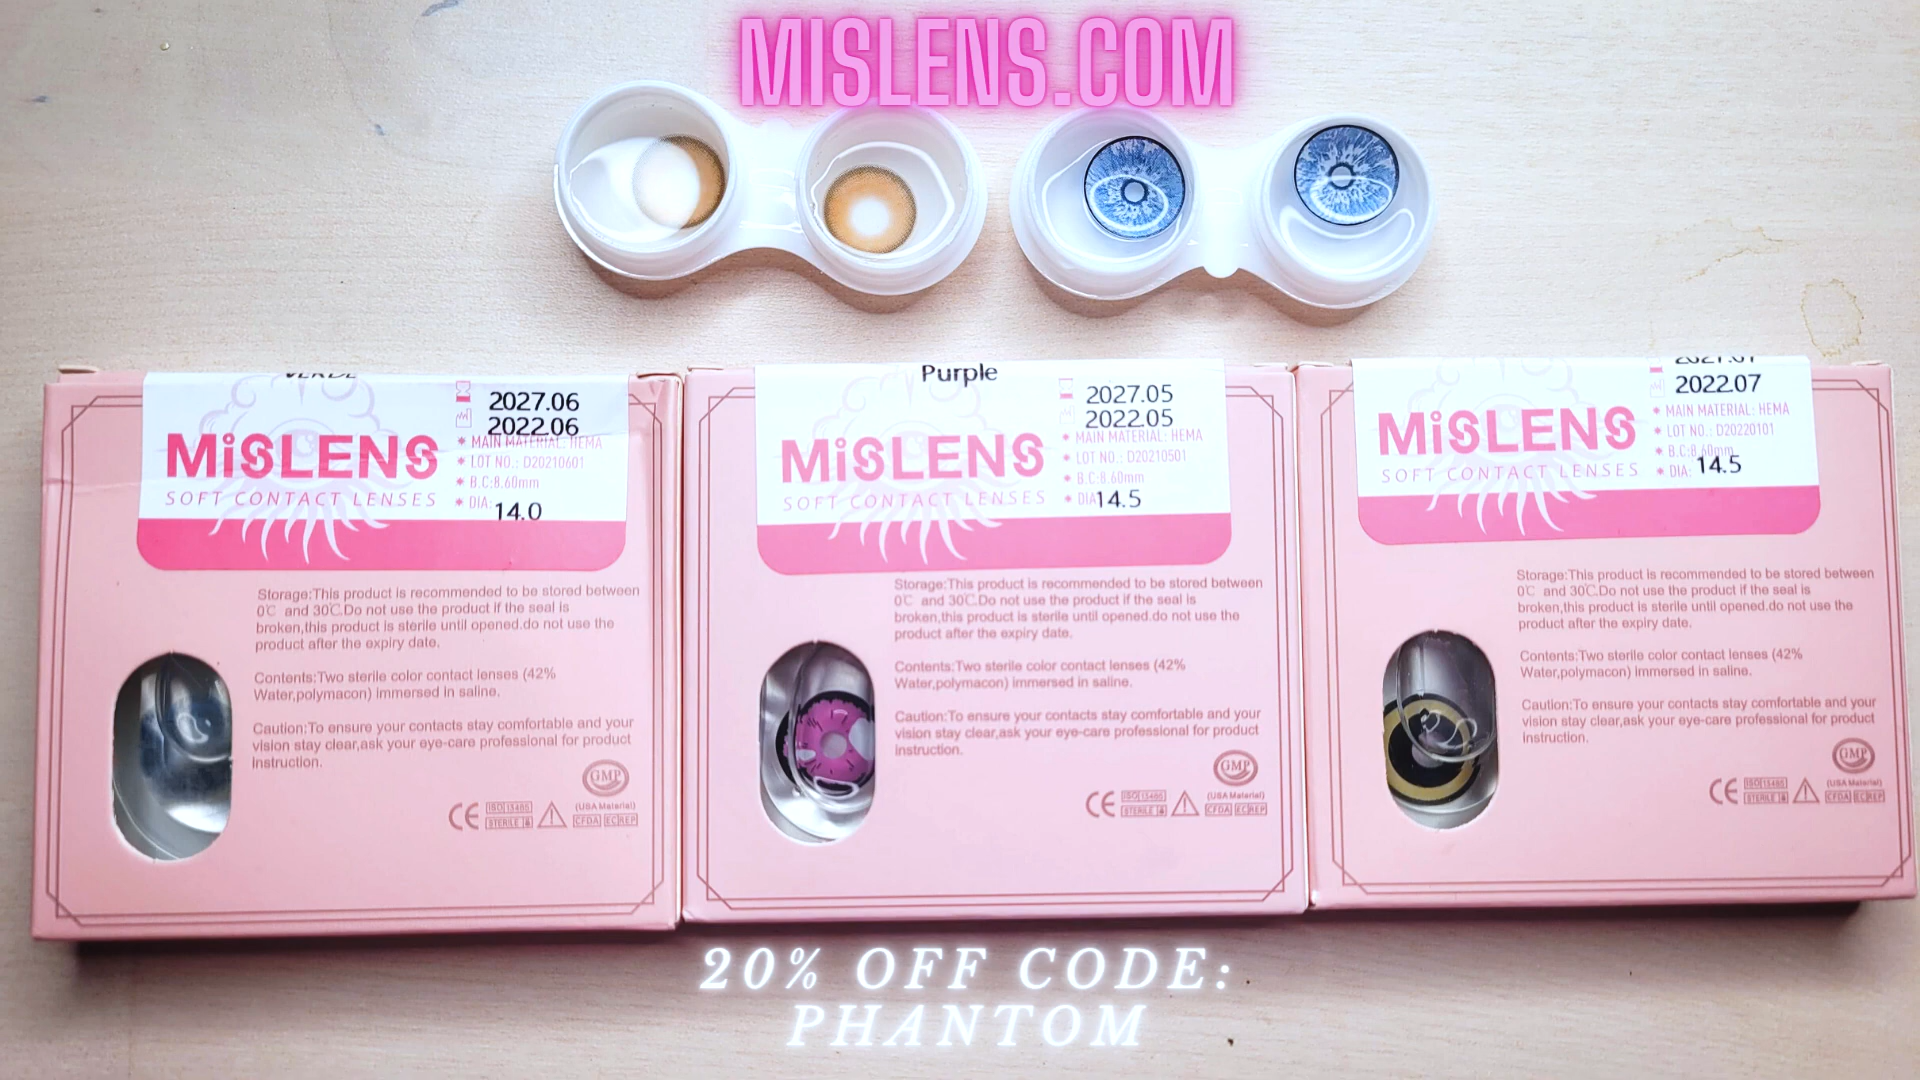 MISLENS.COM
VERDE
2027.06
2022.06
MiSLENS
SOFT CONTACT LENSES
* MAIN MATERIAL: HEMA
* LOT NO.: D20210601
* B.C:8.60mm
* DIA: 14.0
Storage:This product is recommended to be stored between
0℃ and 30℃.Do not use the product if the seal is
broken,this product is sterile until opened.do not use the
product after the expiry date.
Contents:Two sterile color contact lenses (42%
Water,polymacon) immersed in saline.
Caution:To ensure your contacts stay comfortable and your
vision stay clear,ask your eye-care professional for product
instruction.
GMP
(USA Material)
CE ISO 13485
STERILE
CFDA EC REP
Purple
2027.05
2022.05
MiSLENS
SOFT CONTACT LENSES
* MAIN MATERIAL: HEMA
* LOT NO.: D20210501
* B.C:8.60mm
* DIA 14.5
Storage:This product is recommended to be stored between
0℃ and 30℃.Do not use the product if the seal is
broken,this product is sterile until opened.do not use the
product after the expiry date.
Contents:Two sterile color contact lenses (42%
Water,polymacon) immersed in saline.
Caution:To ensure your contacts stay comfortable and your
vision stay clear,ask your eye-care professional for product
instruction.
GMP
(USA Material)
CE ISO 13485
STERILE
CFDA EC REP
2022.07
MiSLENS
SOFT CONTACT LENSES
* MAIN MATERIAL: HEMA
* LOT NO.: D20220101
* B.C:8.60mm
* DIA: 14.5
Storage:This product is recommended to be stored between
0℃ and 30℃.Do not use the product if the seal is
broken,this product is sterile until opened.do not use the
product after the expiry date.
Contents:Two sterile color contact lenses (42%
Water,polymacon) immersed in saline.
Caution:To ensure your contacts stay comfortable and your
vision stay clear,ask your eye-care professional for product
instruction.
GMP
(USA Material)
CE ISO 13485
STERILE
CFDA EC REP
20% OFF CODE:
PHANTOM